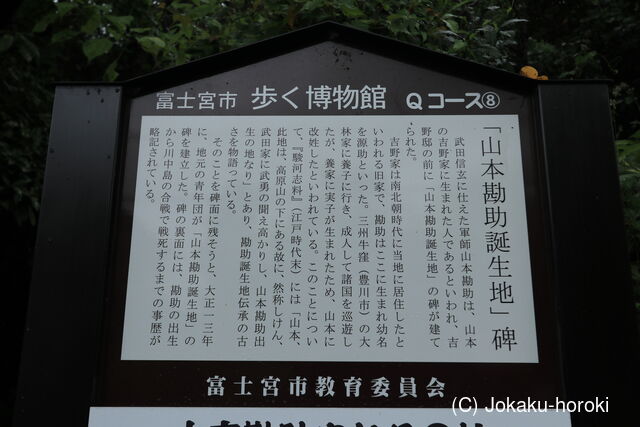 富士宮市 歩く博物館 Qコース⑧
「山本勘助誕生地」碑
武田信玄に仕えた軍師山本勘助は、山本
の吉野家に生まれた人であるといわれ、吉
野邸の前に「山本勘助誕生地」の碑が建て
られた。
吉野家は南北朝時代に当地に居住したと
いわれる旧家で、勘助はここに生まれ幼名
を源助といった。三州牛窪（豊川市）の大
林家に養子に行き、成人して諸国を巡遊し
たが、養家に実子が生まれたため、山本に
改姓したといわれている。このことについ
て、『駿河志料』（江戸時代末）には「山本、
此地は、高原山の下にある故に、然称しけん、
武田家に武勇の聞え高かりし、山本勘助出
生の地なり」とあり、勘助誕生地伝承の古
さを物語っている。
そのことを碑面に残そうと、大正一三年
に、地元の青年団が「山本勘助誕生地」の
碑を建立した。碑の裏面には、勘助の出生
から川中島の合戦で戦死するまでの事歴が
略記されている。
富士宮市教育委員会
(C) Jokaku-horoki